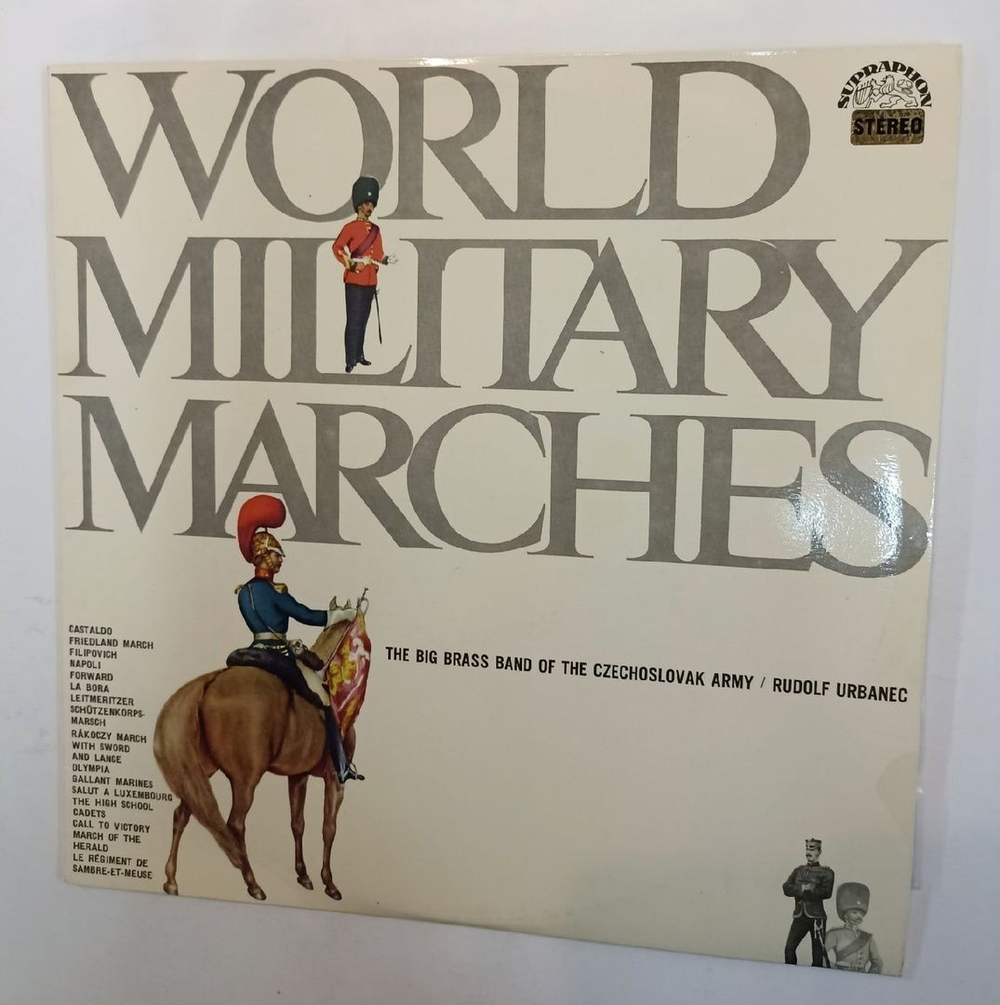 WORLD
MILITARY
MARCHES
SUPRAPHON
STEREO
THE BIG BRASS BAND OF THE CZECHOSLOVAK ARMY / RUDOLF URBANEC
CASTALDO
FRIEDLAND MARCH
FILIPOVICH
NAPOLI
FORWARD
LA BORA
LEITMERITZER
SCHÜTZENKORPS-
MARSCH
RÁKOCZY MARCH
WITH SWORD
AND LANCE
OLYMPIA
GALLANT MARINES
SALUT A LUXEMBOURG
THE HIGH SCHOOL
CADETS
CALL TO VICTORY
MARCH OF THE
HERALD
LE RÉGIMENT DE
SAMBRE-ET-MEUSE